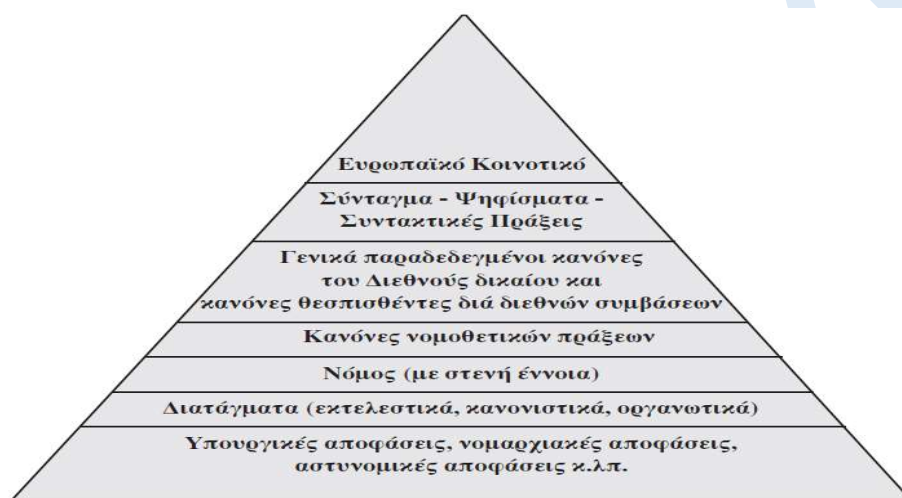 Ευρωπαϊκό Κοινοτικό
Σύνταγμα - Ψηφίσματα -
Συντακτικές Πράξεις
Γενικά παραδεδεγμένοι κανόνες
του Διεθνούς δικαίου και
κανόνες θεσπισθέντες διά διεθνών συμβάσεων
Κανόνες νομοθετικών πράξεων
Νόμος (με στενή έννοια)
Διατάγματα (εκτελεστικά, κανονιστικά, οργανωτικά)
Υπουργικές αποφάσεις, νομαρχιακές αποφάσεις,
αστυνομικές αποφάσεις κ.λπ.